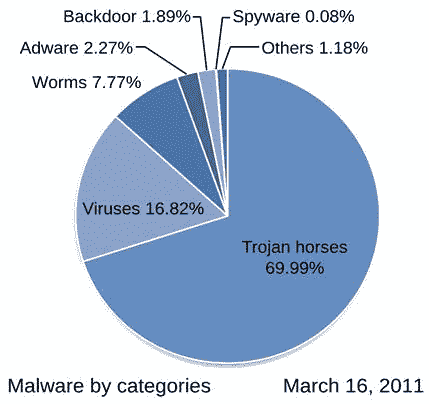 Backdoor 1.89%
Spyware 0.08%
Adware 2.27%
Others 1.18%
Worms 7.77%
Viruses 16.82%
Trojan horses
69.99%
Malware by categories
March 16, 2011